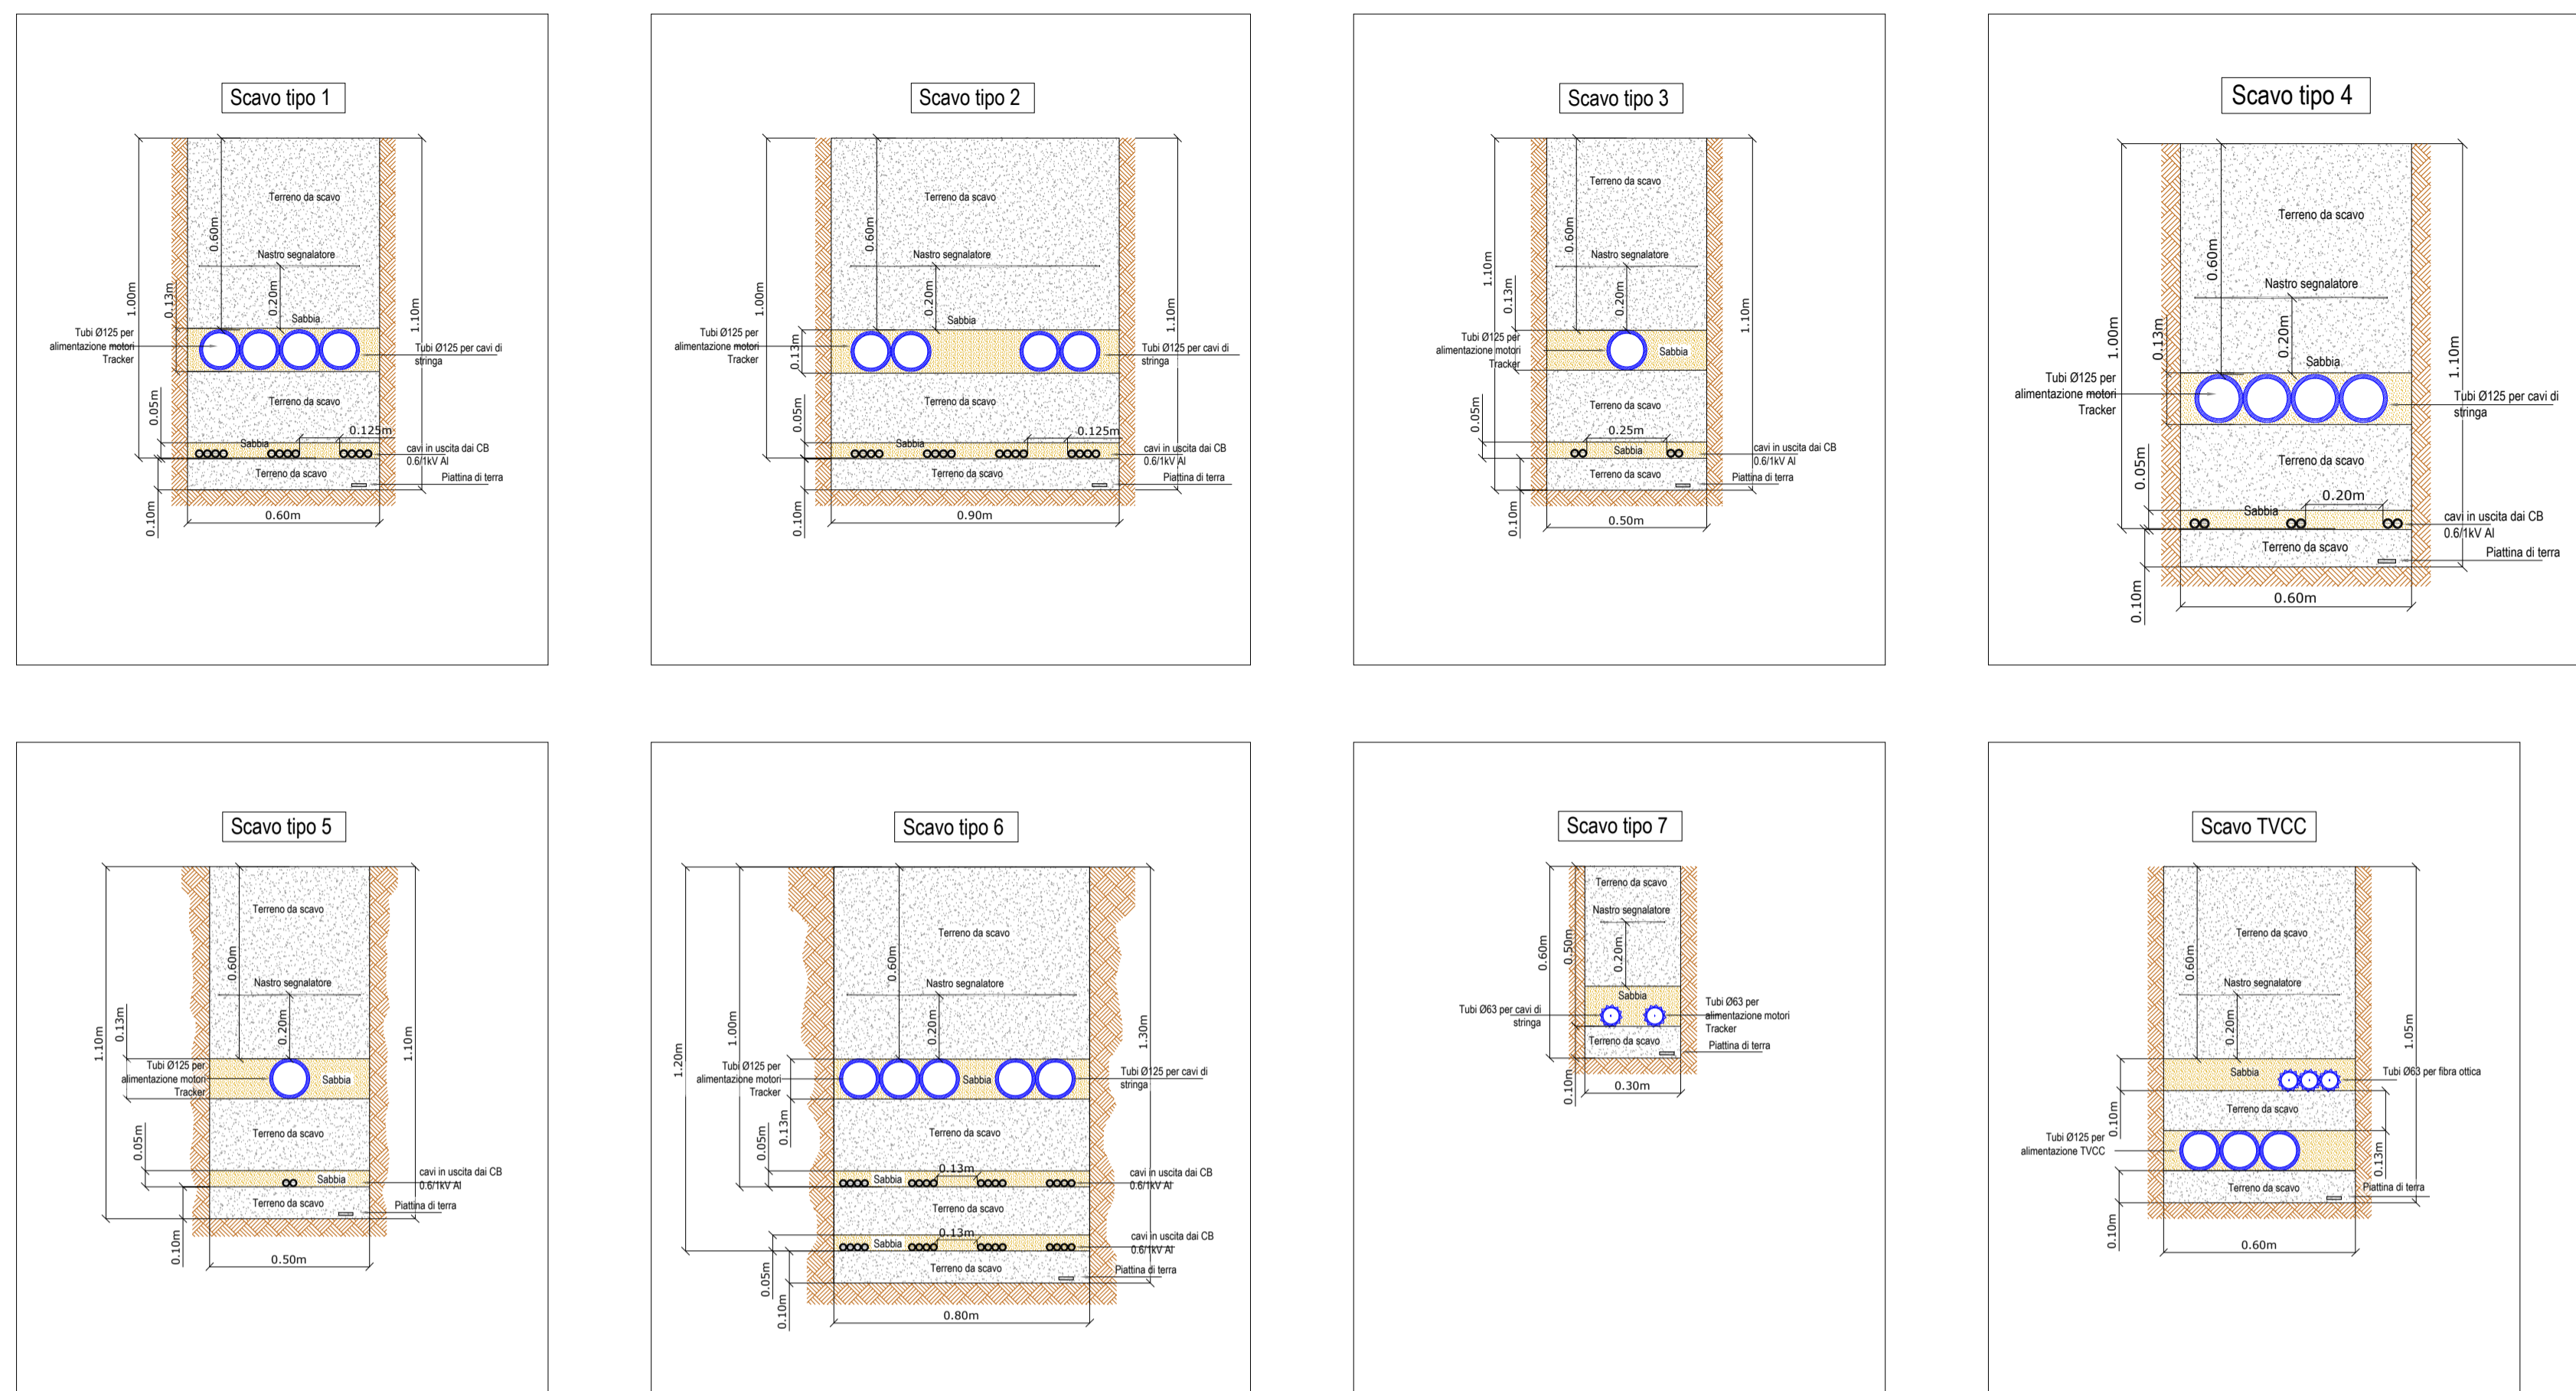 Scavo tipo 1
Terreno da scavo
0.60m
Nastro segnalatore
0.20m
1.00m
0.13m
1.10m
Sabbia
Tubi Ø125 per
alimentazione motori
Tracker
Tubi Ø125 per cavi di
stringa
Terreno da scavo
0.05m
0.125m
Sabbia
cavi in uscita dai CB
0.6/1kV Al
Terreno da scavo
Piattina di terra
0.10m
0.60m
Scavo tipo 2
Terreno da scavo
0.60m
Nastro segnalatore
0.20m
1.00m
1.10m
Sabbia
Tubi Ø125 per
alimentazione motori
Tracker
0.13m
Tubi Ø125 per cavi di
stringa
Terreno da scavo
0.05m
0.125m
Sabbia
cavi in uscita dai CB
0.6/1kV Al
Terreno da scavo
Piattina di terra
0.10m
0.90m
Scavo tipo 3
Terreno da scavo
0.60m
1.10m
Nastro segnalatore
0.13m
0.20m
1.10m
Tubi Ø125 per
alimentazione motori
Tracker
Sabbia
Terreno da scavo
0.05m
0.25m
Sabbia
cavi in uscita dai CB
0.6/1kV Al
Terreno da scavo
Piattina di terra
0.10m
0.50m
Scavo tipo 4
Terreno da scavo
0.60m
Nastro segnalatore
1.00m
0.13m
0.20m
1.10m
Sabbia
Tubi Ø125 per
alimentazione motori
Tracker
Tubi Ø125 per cavi di
stringa
Terreno da scavo
0.05m
0.20m
Sabbia
cavi in uscita dai CB
0.6/1kV Al
Terreno da scavo
Piattina di terra
0.10m
0.60m
Scavo tipo 5
Terreno da scavo
0.60m
Nastro segnalatore
0.13m
0.20m
1.10m
1.10m
Tubi Ø125 per
alimentazione motori
Tracker
Sabbia
Terreno da scavo
0.05m
Sabbia
cavi in uscita dai CB
0.6/1kV Al
Terreno da scavo
Piattina di terra
0.10m
0.50m
Scavo tipo 6
Terreno da scavo
0.60m
Nastro segnalatore
1.00m
0.20m
1.30m
1.20m
Tubi Ø125 per
alimentazione motori
Tracker
Sabbia
Tubi Ø125 per cavi di
stringa
0.13m
Terreno da scavo
0.05m
0.13m
Sabbia
cavi in uscita dai CB
0.6/1kV Al
Terreno da scavo
0.13m
Sabbia
cavi in uscita dai CB
0.6/1kV Al
Terreno da scavo
Piattina di terra
0.05m
0.10m
0.80m
Scavo tipo 7
Terreno da scavo
Nastro segnalatore
0.60m
0.50m
0.20m
Sabbia
Tubi Ø63 per cavi di
stringa
Tubi Ø63 per
alimentazione motori
Tracker
Terreno da scavo
Piattina di terra
0.10m
0.30m
Scavo TVCC
Terreno da scavo
0.60m
Nastro segnalatore
0.20m
1.05m
Sabbia
Tubi Ø63 per fibra ottica
0.10m
Terreno da scavo
Tubi Ø125 per
alimentazione TVCC
0.13m
Terreno da scavo
Piattina di terra
0.10m
0.60m